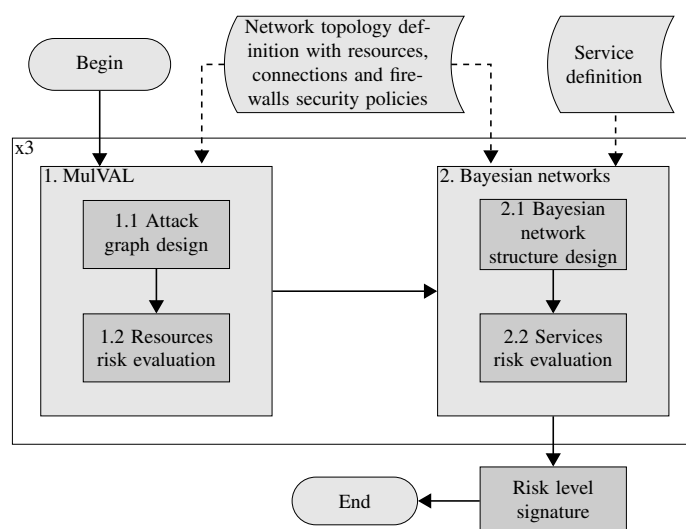 Begin
Network topology def-
inition with resources,
connections and fire-
walls security policies
Service
definition
x3
1. MulVAL
1.1 Attack
graph design
1.2 Resources
risk evaluation
2. Bayesian networks
2.1 Bayesian
network
structure design
2.2 Services
risk evaluation
Risk level
signature
End